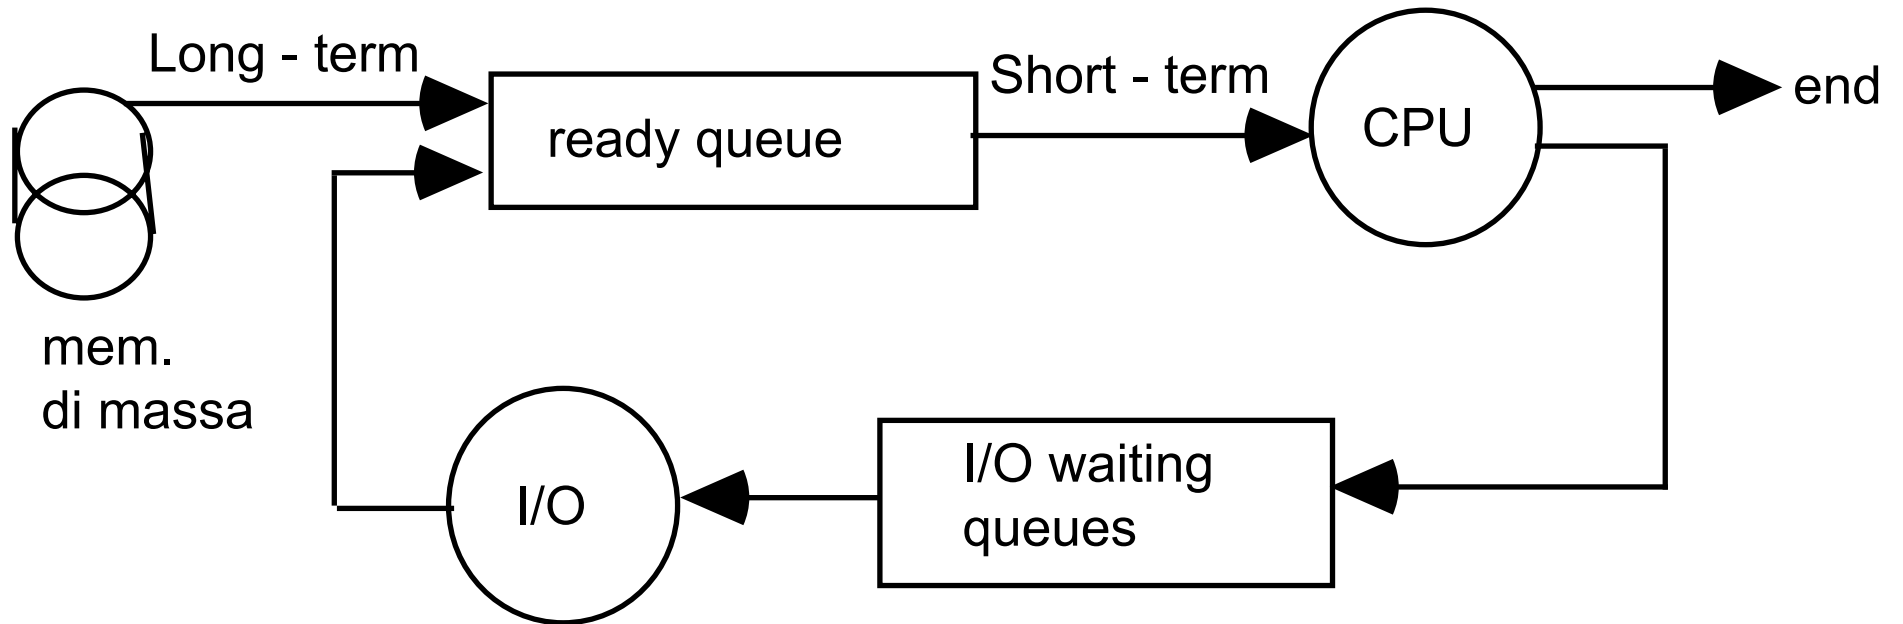 Long - term
Short - term
end
ready queue
CPU
mem.
di massa
I/O waiting
queues
I/O